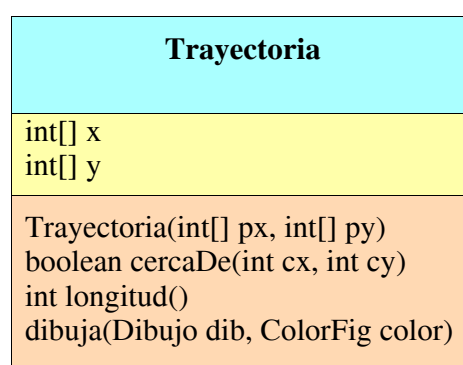 Trayectoria
int[] x
int[] y
Trayectoria(int[] px, int[] py)
boolean cercaDe(int cx, int cy)
int longitud()
dibuja(Dibujo dib, ColorFig color)